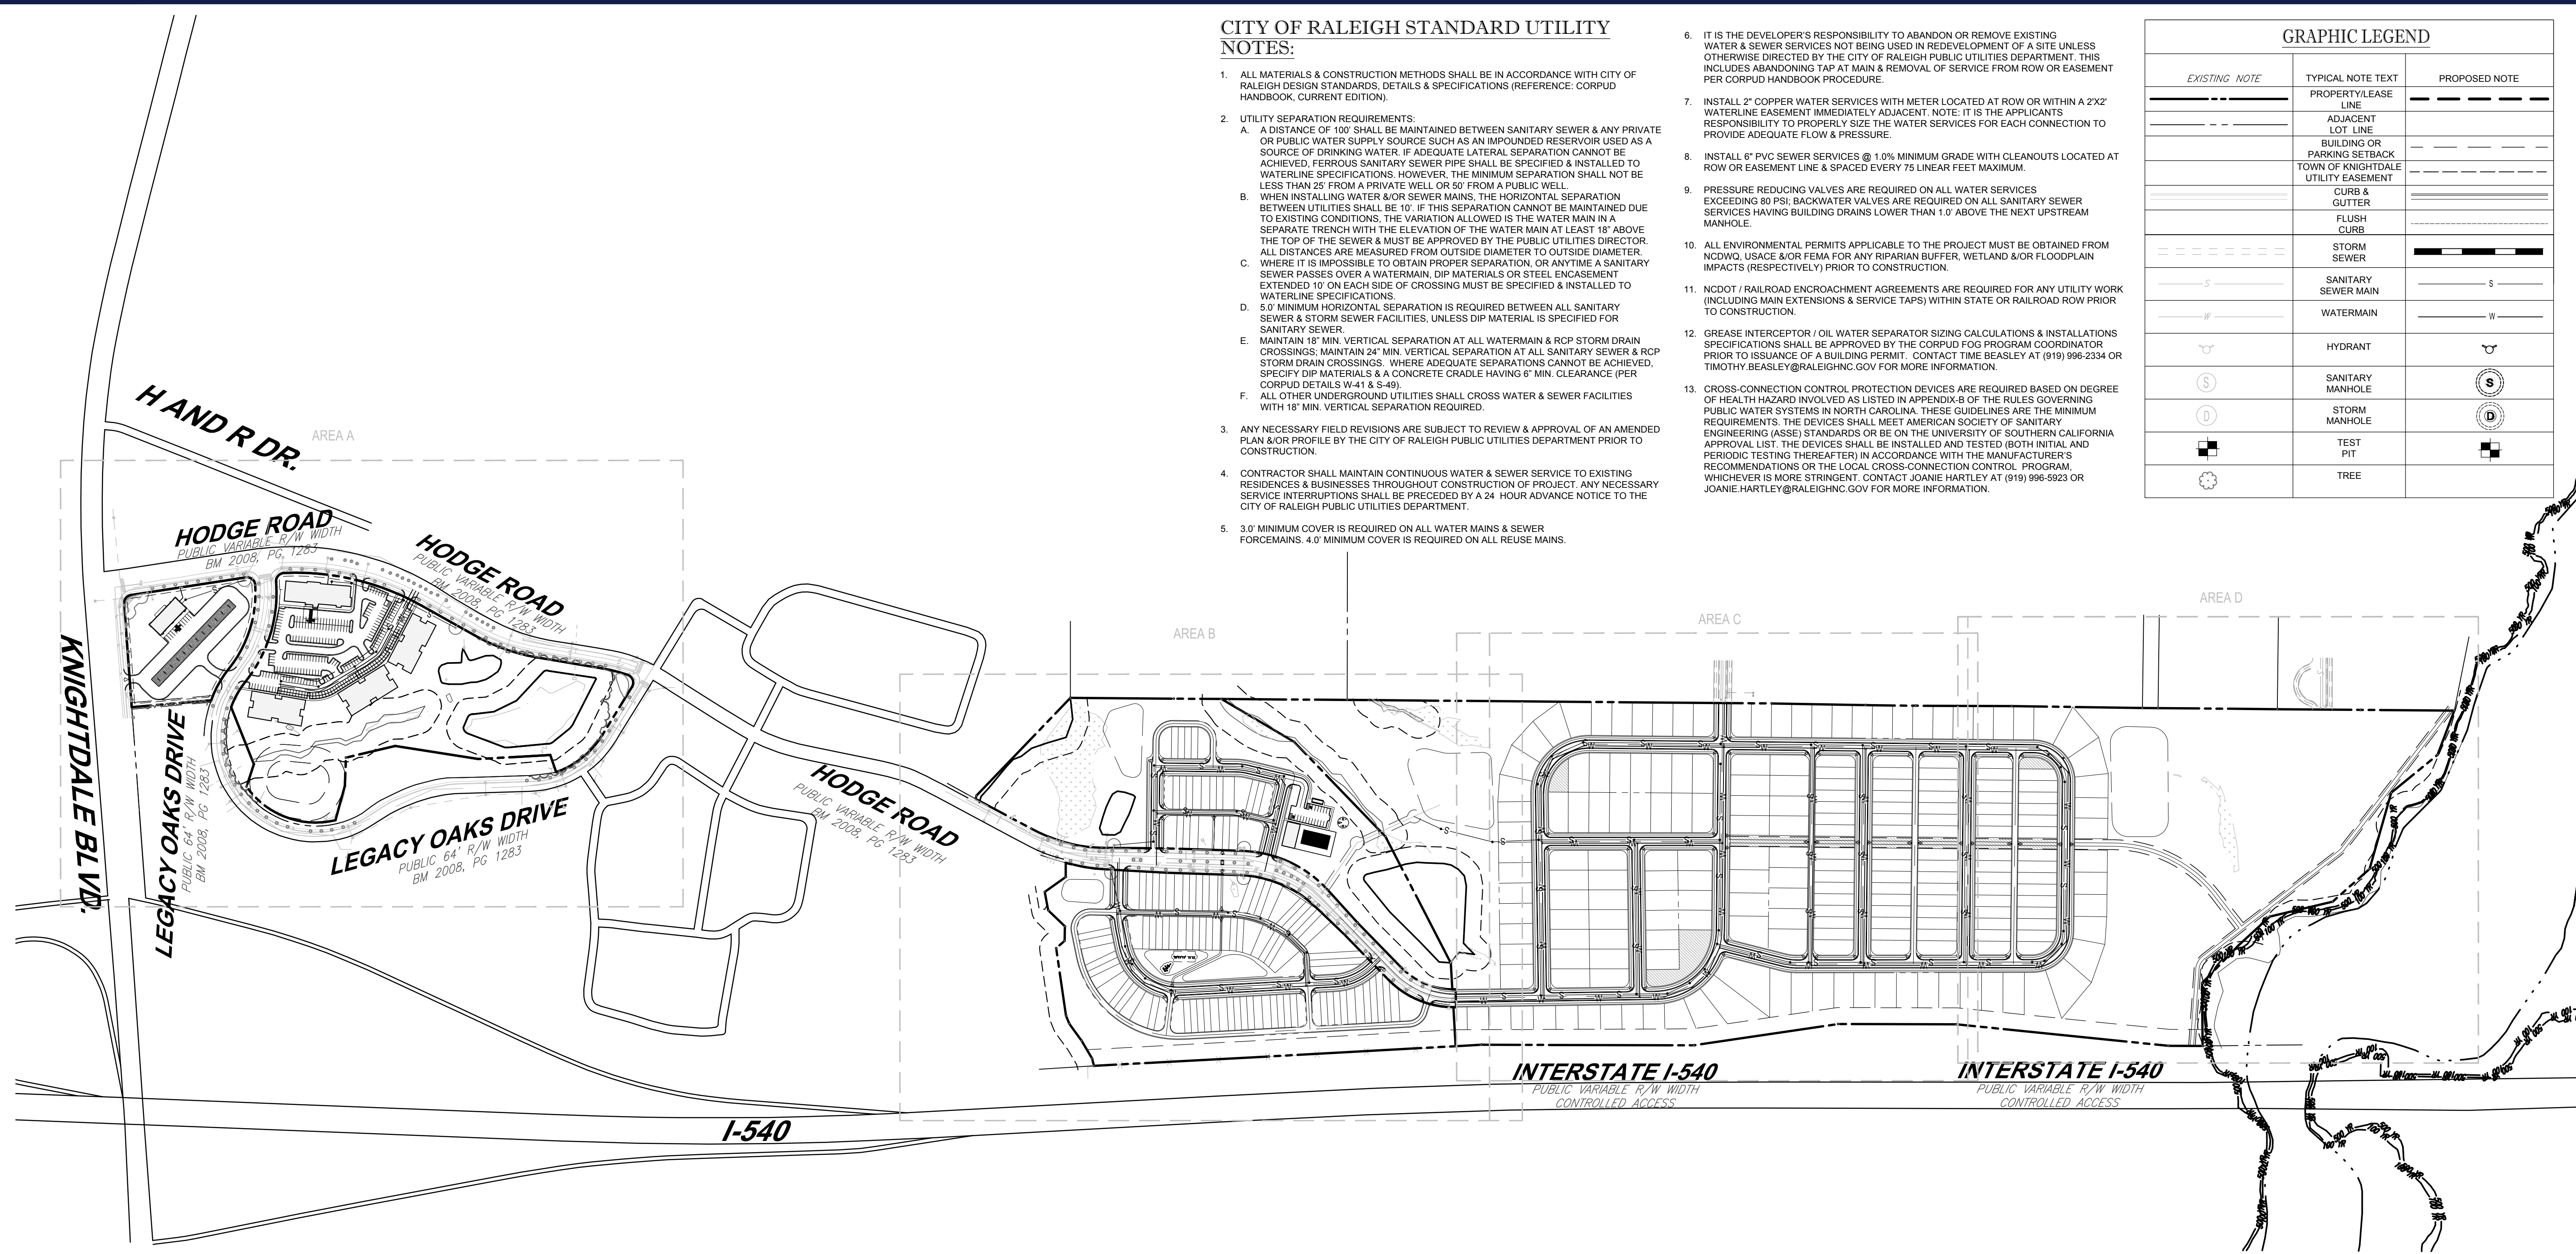 CITY OF RALEIGH STANDARD UTILITY
NOTES:
1. ALL MATERIALS & CONSTRUCTION METHODS SHALL BE IN ACCORDANCE WITH CITY OF
RALEIGH DESIGN STANDARDS, DETAILS & SPECIFICATIONS (REFERENCE: CORPUD
HANDBOOK, CURRENT EDITION).
2. UTILITY SEPARATION REQUIREMENTS:
A. A DISTANCE OF 100' SHALL BE MAINTAINED BETWEEN SANITARY SEWER & ANY PRIVATE
OR PUBLIC WATER SUPPLY SOURCE SUCH AS AN IMPOUNDED RESERVOIR USED AS A
SOURCE OF DRINKING WATER. IF ADEQUATE LATERAL SEPARATION CANNOT BE
ACHIEVED, FERROUS SANITARY SEWER PIPE SHALL BE SPECIFIED & INSTALLED TO
WATERLINE SPECIFICATIONS. HOWEVER, THE MINIMUM SEPARATION SHALL NOT BE
LESS THAN 25' FROM A PRIVATE WELL OR 50' FROM A PUBLIC WELL.
B. WHEN INSTALLING WATER &/OR SEWER MAINS, THE HORIZONTAL SEPARATION
BETWEEN UTILITIES SHALL BE 10'. IF THIS SEPARATION CANNOT BE MAINTAINED DUE
TO EXISTING CONDITIONS, THE VARIATION ALLOWED IS THE WATER MAIN IN A
SEPARATE TRENCH WITH THE ELEVATION OF THE WATER MAIN AT LEAST 18" ABOVE
THE TOP OF THE SEWER & MUST BE APPROVED BY THE PUBLIC UTILITIES DIRECTOR.
ALL DISTANCES ARE MEASURED FROM OUTSIDE DIAMETER TO OUTSIDE DIAMETER.
C. WHERE IT IS IMPOSSIBLE TO OBTAIN PROPER SEPARATION, OR ANYTIME A SANITARY
SEWER PASSES OVER A WATERMAIN, DIP MATERIALS OR STEEL ENCASEMENT
EXTENDED 10' ON EACH SIDE OF CROSSING MUST BE SPECIFIED & INSTALLED TO
WATERLINE SPECIFICATIONS.
D. 5.0' MINIMUM HORIZONTAL SEPARATION IS REQUIRED BETWEEN ALL SANITARY
SEWER & STORM SEWER FACILITIES, UNLESS DIP MATERIAL IS SPECIFIED FOR
SANITARY SEWER.
E. MAINTAIN 18" MIN. VERTICAL SEPARATION AT ALL WATERMAIN & RCP STORM DRAIN
CROSSINGS; MAINTAIN 24" MIN. VERTICAL SEPARATION AT ALL SANITARY SEWER & RCP
STORM DRAIN CROSSINGS. WHERE ADEQUATE SEPARATIONS CANNOT BE ACHIEVED,
SPECIFY DIP MATERIALS & A CONCRETE CRADLE HAVING 6" MIN. CLEARANCE (PER
CORPUD DETAILS W-41 & S-49).
F. ALL OTHER UNDERGROUND UTILITIES SHALL CROSS WATER & SEWER FACILITIES
WITH 18" MIN. VERTICAL SEPARATION REQUIRED.
3. ANY NECESSARY FIELD REVISIONS ARE SUBJECT TO REVIEW & APPROVAL OF AN AMENDED
PLAN &/OR PROFILE BY THE CITY OF RALEIGH PUBLIC UTILITIES DEPARTMENT PRIOR TO
CONSTRUCTION.
4. CONTRACTOR SHALL MAINTAIN CONTINUOUS WATER & SEWER SERVICE TO EXISTING
RESIDENCES & BUSINESSES THROUGHOUT CONSTRUCTION OF PROJECT. ANY NECESSARY
SERVICE INTERRUPTIONS SHALL BE PRECEDED BY A 24 HOUR ADVANCE NOTICE TO THE
CITY OF RALEIGH PUBLIC UTILITIES DEPARTMENT.
5. 3.0' MINIMUM COVER IS REQUIRED ON ALL WATER MAINS & SEWER
FORCEMAINS. 4.0' MINIMUM COVER IS REQUIRED ON ALL REUSE MAINS.
6. IT IS THE DEVELOPER'S RESPONSIBILITY TO ABANDON OR REMOVE EXISTING
WATER & SEWER SERVICES NOT BEING USED IN REDEVELOPMENT OF A SITE UNLESS
OTHERWISE DIRECTED BY THE CITY OF RALEIGH PUBLIC UTILITIES DEPARTMENT. THIS
INCLUDES ABANDONING TAP AT MAIN & REMOVAL OF SERVICE FROM ROW OR EASEMENT
PER CORPUD HANDBOOK PROCEDURE.
7. INSTALL 2" COPPER WATER SERVICES WITH METER LOCATED AT ROW OR WITHIN A 2'X2'
WATERLINE EASEMENT IMMEDIATELY ADJACENT. NOTE: IT IS THE APPLICANTS
RESPONSIBILITY TO PROPERLY SIZE THE WATER SERVICES FOR EACH CONNECTION TO
PROVIDE ADEQUATE FLOW & PRESSURE.
8. INSTALL 6" PVC SEWER SERVICES @ 1.0% MINIMUM GRADE WITH CLEANOUTS LOCATED AT
ROW OR EASEMENT LINE & SPACED EVERY 75 LINEAR FEET MAXIMUM.
9. PRESSURE REDUCING VALVES ARE REQUIRED ON ALL WATER SERVICES
EXCEEDING 80 PSI; BACKWATER VALVES ARE REQUIRED ON ALL SANITARY SEWER
SERVICES HAVING BUILDING DRAINS LOWER THAN 1.0' ABOVE THE NEXT UPSTREAM
MANHOLE.
10. ALL ENVIRONMENTAL PERMITS APPLICABLE TO THE PROJECT MUST BE OBTAINED FROM
NCDWQ, USACE &/OR FEMA FOR ANY RIPARIAN BUFFER, WETLAND &/OR FLOODPLAIN
IMPACTS (RESPECTIVELY) PRIOR TO CONSTRUCTION.
11. NCDOT / RAILROAD ENCROACHMENT AGREEMENTS ARE REQUIRED FOR ANY UTILITY WORK
(INCLUDING MAIN EXTENSIONS & SERVICE TAPS) WITHIN STATE OR RAILROAD ROW PRIOR
TO CONSTRUCTION.
12. GREASE INTERCEPTOR / OIL WATER SEPARATOR SIZING CALCULATIONS & INSTALLATIONS
SPECIFICATIONS SHALL BE APPROVED BY THE CORPUD FOG PROGRAM COORDINATOR
PRIOR TO ISSUANCE OF A BUILDING PERMIT. CONTACT TIME BEASLEY AT (919) 996-2334 OR
TIMOTHY.BEASLEY@RALEIGHNC.GOV FOR MORE INFORMATION.
13. CROSS-CONNECTION CONTROL PROTECTION DEVICES ARE REQUIRED BASED ON DEGREE
OF HEALTH HAZARD INVOLVED AS LISTED IN APPENDIX-B OF THE RULES GOVERNING
PUBLIC WATER SYSTEMS IN NORTH CAROLINA. THESE GUIDELINES ARE THE MINIMUM
REQUIREMENTS. THE DEVICES SHALL MEET AMERICAN SOCIETY OF SANITARY
ENGINEERING (ASSE) STANDARDS OR BE ON THE UNIVERSITY OF SOUTHERN CALIFORNIA
APPROVAL LIST. THE DEVICES SHALL BE INSTALLED AND TESTED (BOTH INITIAL AND
PERIODIC TESTING THEREAFTER) IN ACCORDANCE WITH THE MANUFACTURER'S
RECOMMENDATIONS OR THE LOCAL CROSS-CONNECTION CONTROL PROGRAM,
WHICHEVER IS MORE STRINGENT. CONTACT JOANIE HARTLEY AT (919) 996-5923 OR
JOANIE.HARTLEY@RALEIGHNC.GOV FOR MORE INFORMATION.
GRAPHIC LEGEND
EXISTING NOTE TYPICAL NOTE TEXT PROPOSED NOTE
PROPERTY/LEASE
LINE
ADJACENT
LOT LINE
BUILDING OR
PARKING SETBACK
TOWN OF KNIGHTDALE
UTILITY EASEMENT
CURB &
GUTTER
FLUSH
CURB
STORM
SEWER
S SANITARY S
SEWER MAIN
W WATERMAIN W
HYDRANT
S SANITARY S
MANHOLE
D STORM D
MANHOLE
TEST
PIT
TREE
H AND R DR.
AREA A
HODGE ROAD
PUBLIC VARIABLE R/W WIDTH
BM 2008, PG 1283
HODGE ROAD
PUBLIC VARIABLE R/W WIDTH
BM 2008, PG 1283
KNIGHTDALE BLVD.
LEGACY OAKS DRIVE
PUBLIC 64' R/W WIDTH
BM 2008, PG 1283
LEGACY OAKS DRIVE
PUBLIC 64' R/W WIDTH
BM 2008, PG 1283
AREA B
HODGE ROAD
PUBLIC VARIABLE R/W WIDTH
BM 2008, PG 1283
AREA C
AREA D
INTERSTATE I-540
PUBLIC VARIABLE R/W WIDTH
CONTROLLED ACCESS
INTERSTATE I-540
PUBLIC VARIABLE R/W WIDTH
CONTROLLED ACCESS
I-540